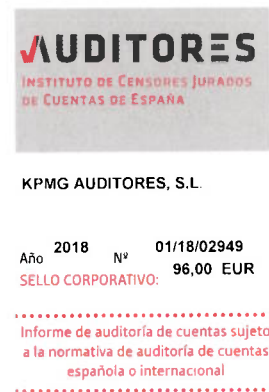 AUDITORES
INSTITUTO DE CENSORES JURADOS
DE CUENTAS DE ESPAÑA
KPMG AUDITORES, S.L.
Año 2018 Nº 01/18/02949
SELLO CORPORATIVO: 96,00 EUR
Informe de auditoría de cuentas sujeto
a la normativa de auditoría de cuentas
española o internacional